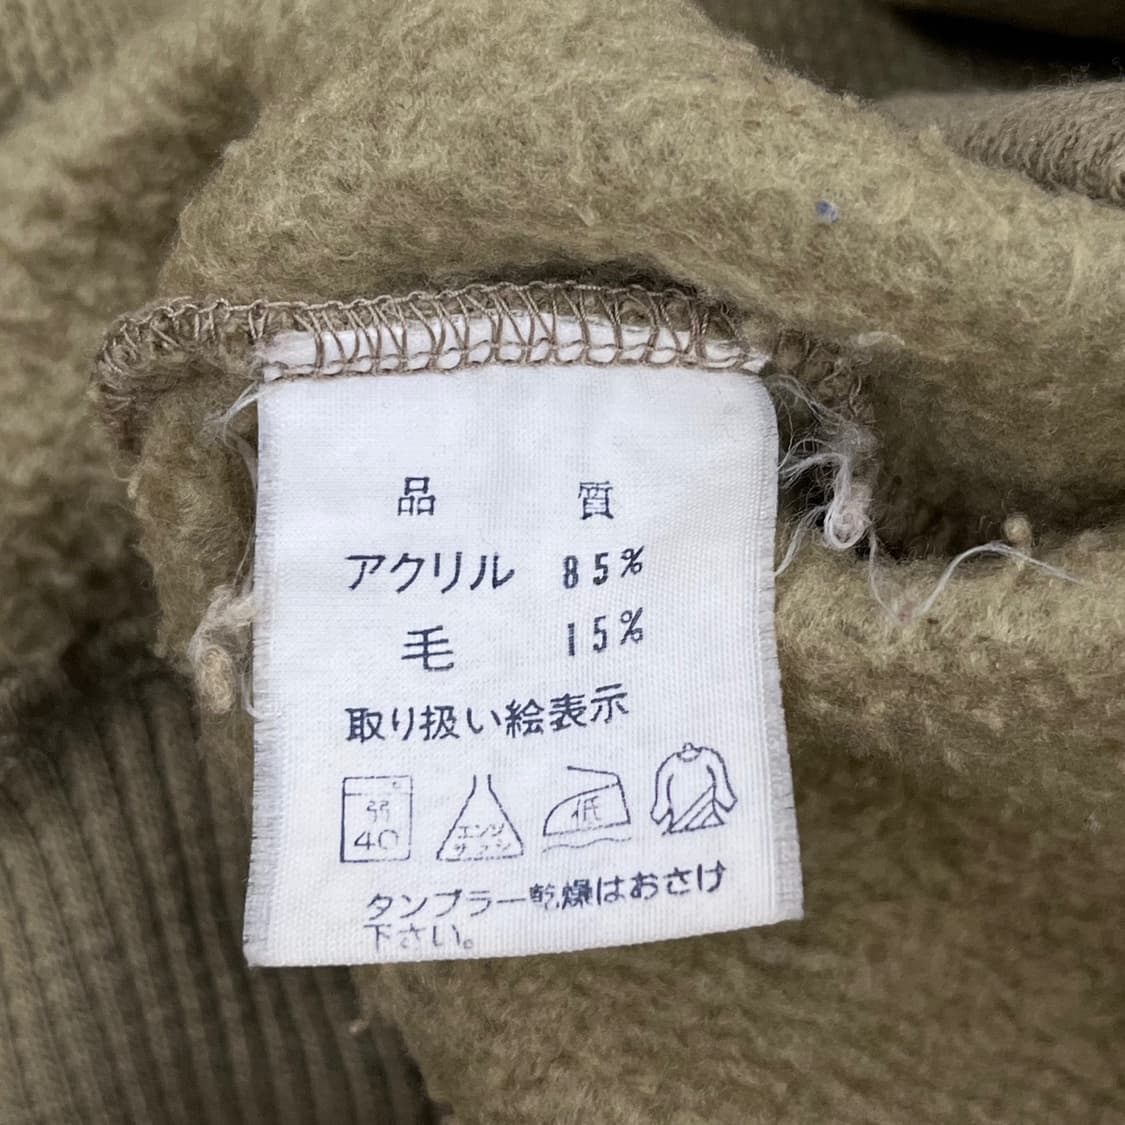 品 質
アクリル 85%
毛 15%
取り扱い絵表示
弱 40 エンソサラシ 低
タンブラー乾燥はおさけ
下さい。